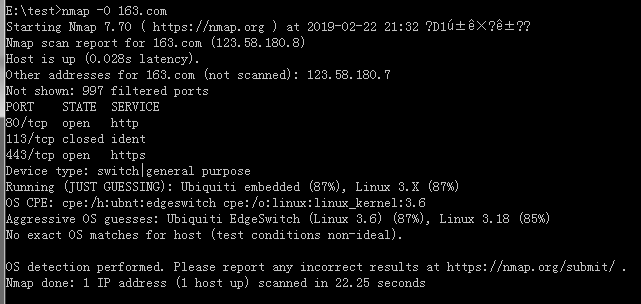 E:\test>nmap -O 163.com
Starting Nmap 7.70 ( https://nmap.org ) at 2019-02-22 21:32 ?D1ú±ê×?ê±??
Nmap scan report for 163.com (123.58.180.8)
Host is up (0.028s latency).
Other addresses for 163.com (not scanned): 123.58.180.7
Not shown: 997 filtered ports
PORT    STATE  SERVICE
80/tcp  open   http
113/tcp closed ident
443/tcp open   https
Device type: switch|general purpose
Running (JUST GUESSING): Ubiquiti embedded (87%), Linux 3.X (87%)
OS CPE: cpe:/h:ubnt:edgeswitch cpe:/o:linux:linux_kernel:3.6
Aggressive OS guesses: Ubiquiti EdgeSwitch (Linux 3.6) (87%), Linux 3.18 (85%)
No exact OS matches for host (test conditions non-ideal).

OS detection performed. Please report any incorrect results at https://nmap.org/submit/ .
Nmap done: 1 IP address (1 host up) scanned in 22.25 seconds